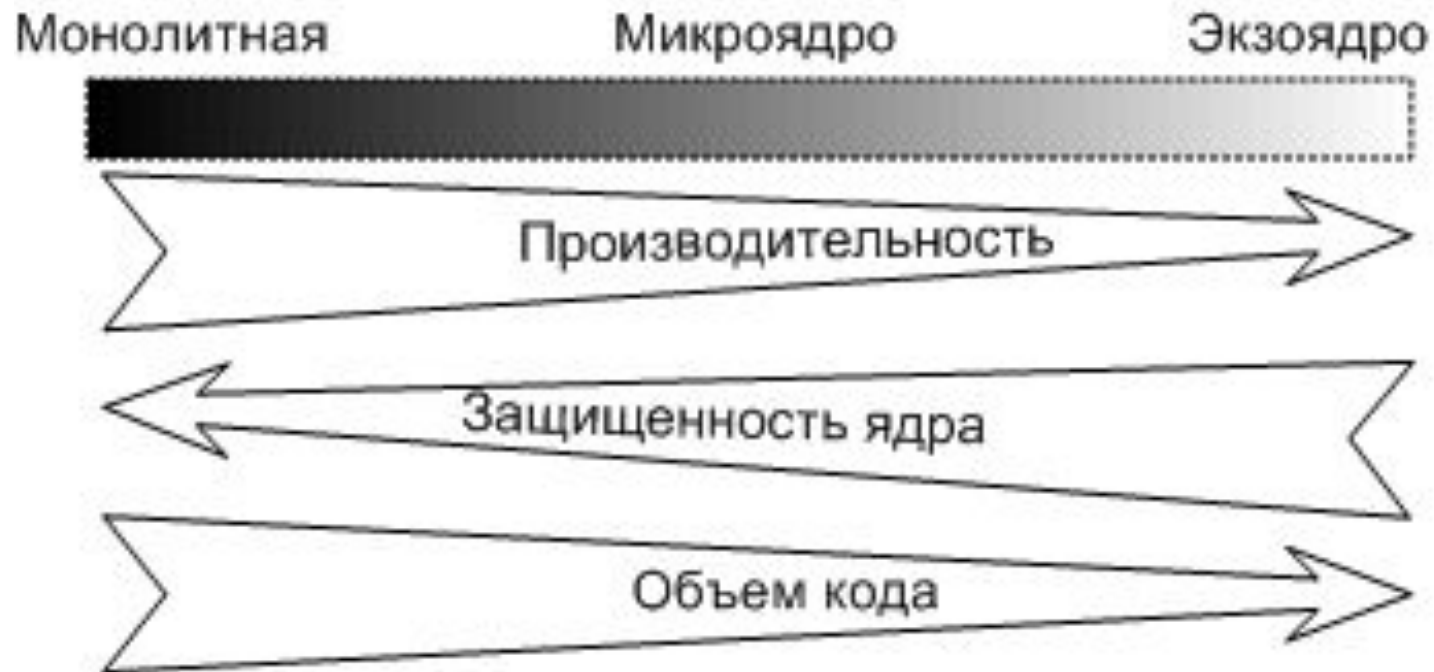 Монолитная Микроядро Экзоядро
Производительность
Защищенность ядра
Объем кода